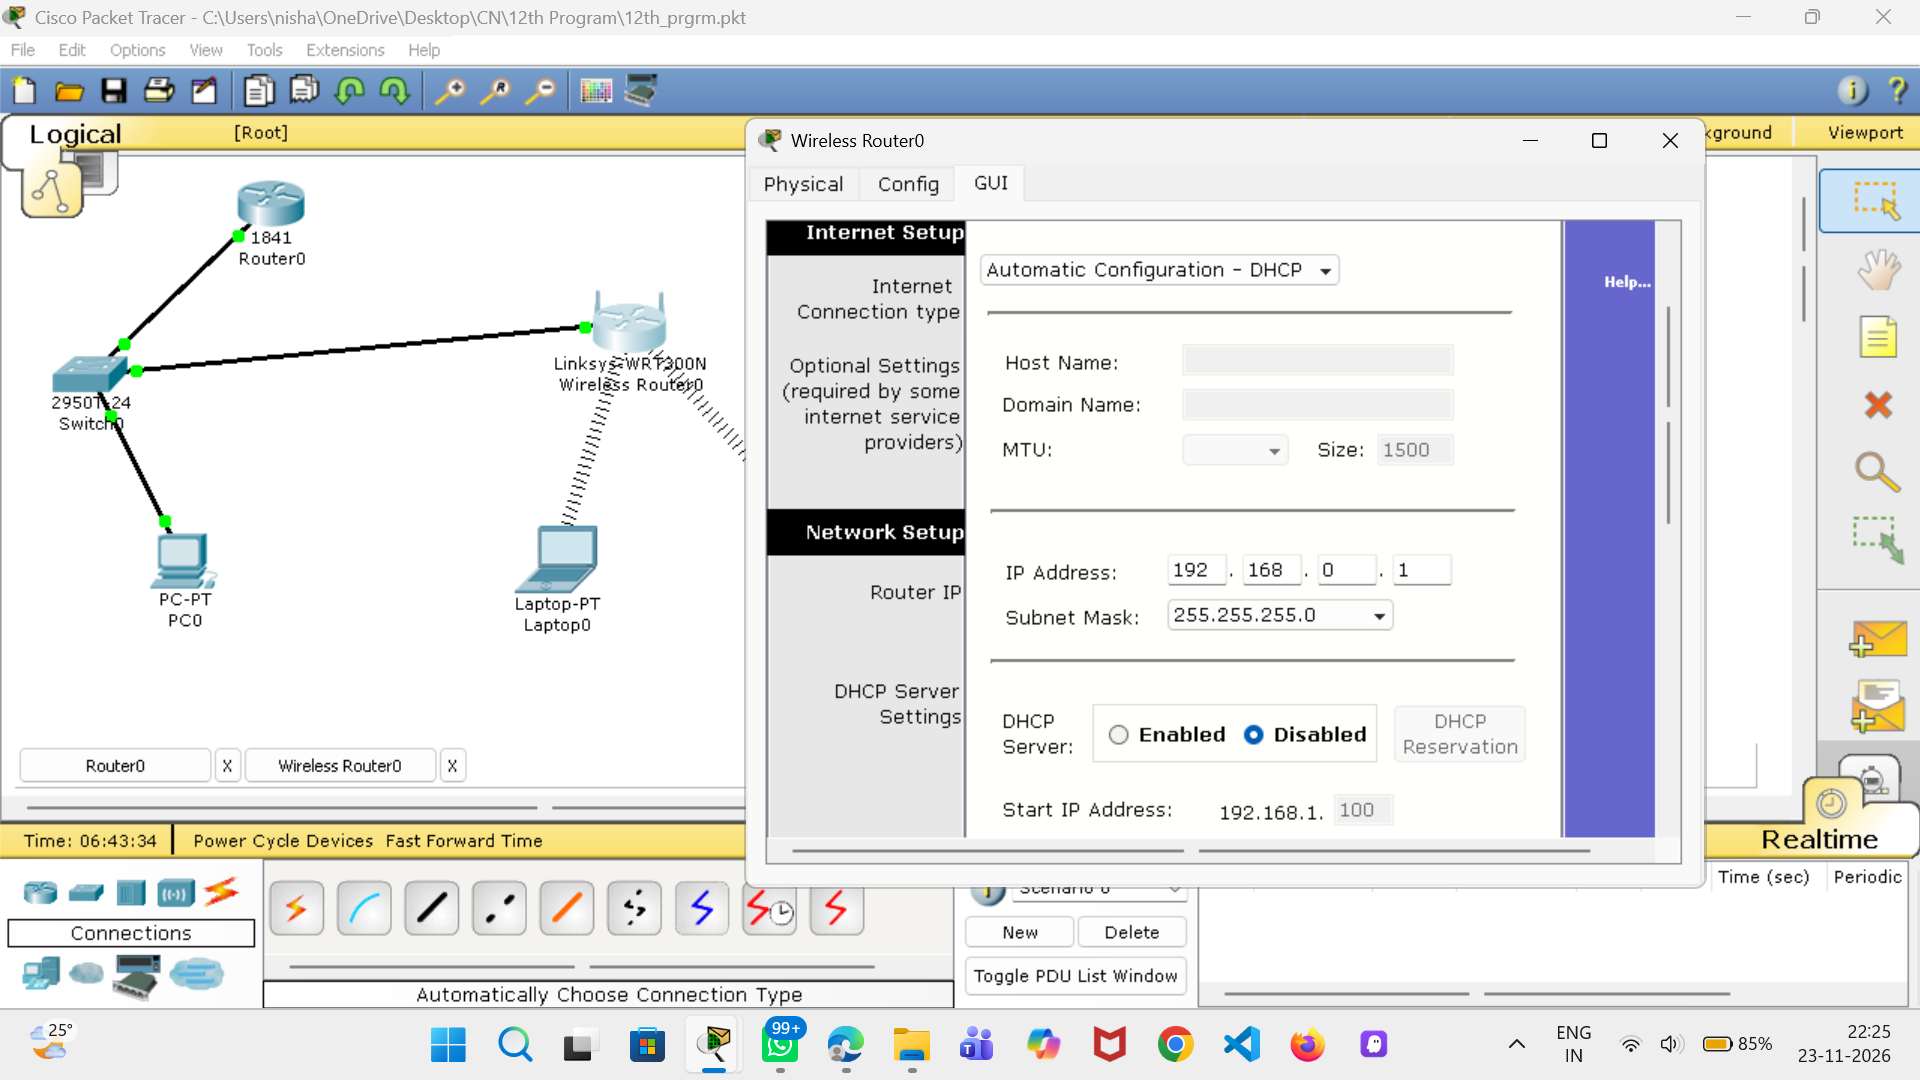 Cisco Packet Tracer - C:\Users\nisha\OneDrive\Desktop\CN\12th Program\12th_prgrm.pkt
File Edit Options View Tools Extensions Help
i ?
Logical [Root]
kground Viewport
Wireless Router0
Physical Config GUI
1841
Router0
Linksys-WRT300N
Wireless Router0
2950T-24
Switch0
PC-PT
PC0
Laptop-PT
Laptop0
Router0 X Wireless Router0 X
Internet Setup
Internet
Connection type
Automatic Configuration - DHCP
Help...
Optional Settings
(required by some
internet service
providers)
Host Name:
Domain Name:
MTU: Size: 1500
Network Setup
Router IP
IP Address: 192 . 168 . 0 . 1
Subnet Mask: 255.255.255.0
DHCP Server
Settings
DHCP
Server: Enabled Disabled
DHCP
Reservation
Start IP Address: 192.168.1. 100
Time: 06:43:34 Power Cycle Devices Fast Forward Time
Realtime
Connections
Scenario 0
New Delete
Toggle PDU List Window
Time (sec) Periodic
Automatically Choose Connection Type
25°
99+
ENG
IN
85%
22:25
23-11-2026